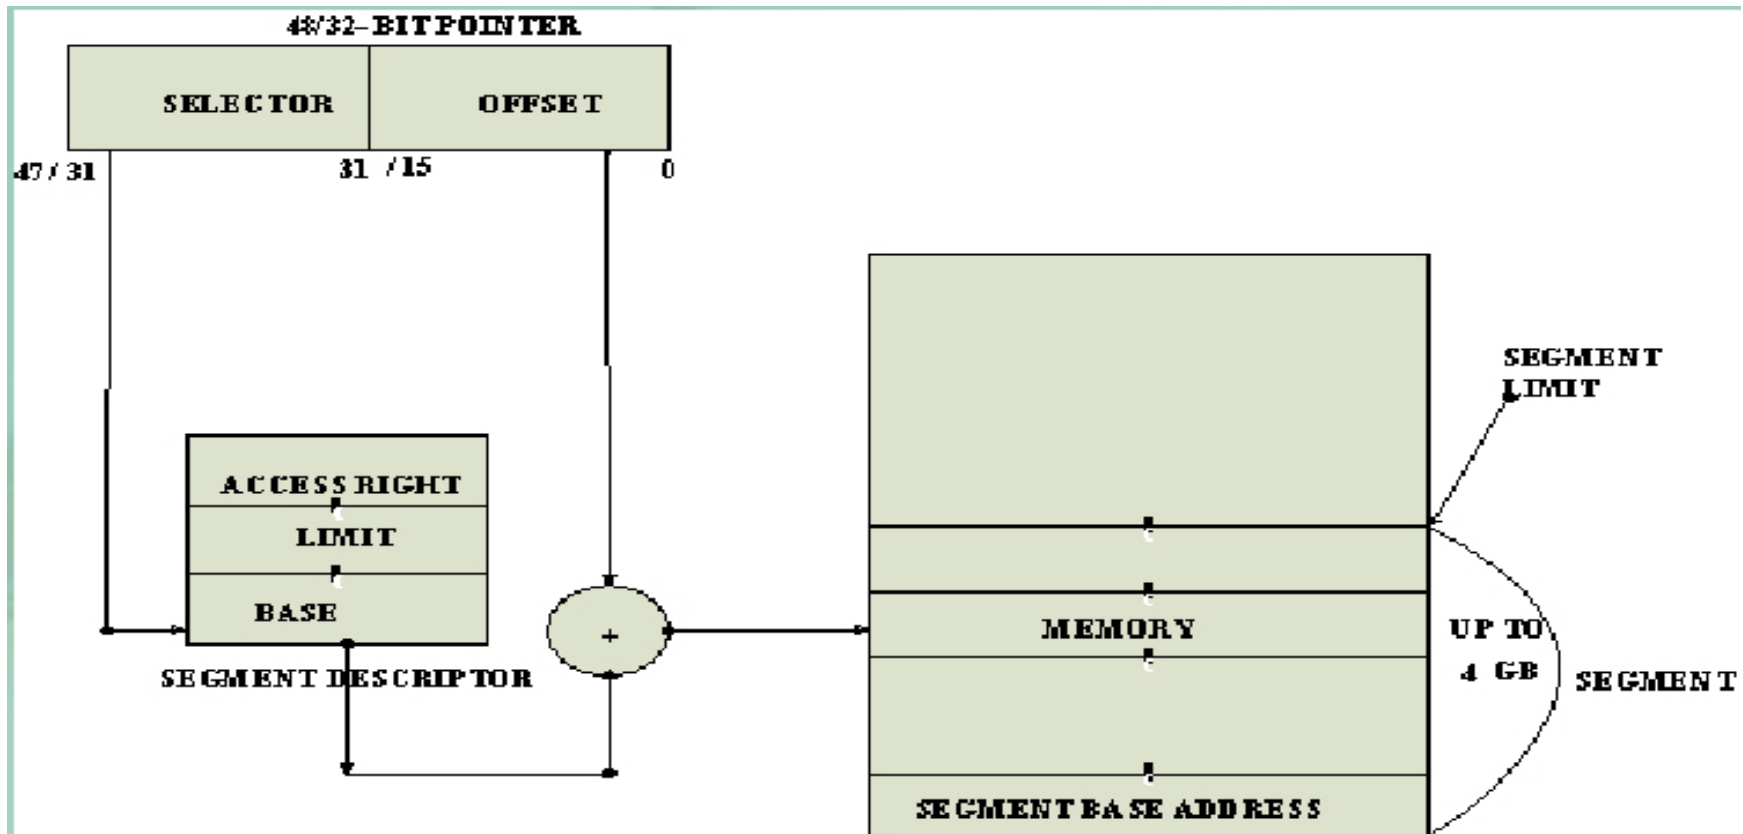 48/32-BIT POINTER
SELECTOR
OFFSET
47/ 31
31 /15
0
SEGMENT
LIMIT
ACCESS RIGHT
LIMIT
BASE
SEGMENT DESCRIPTOR
+
MEMORY
UP TO
4 GB
SEGMENT
SEGMENT BASE ADDRESS